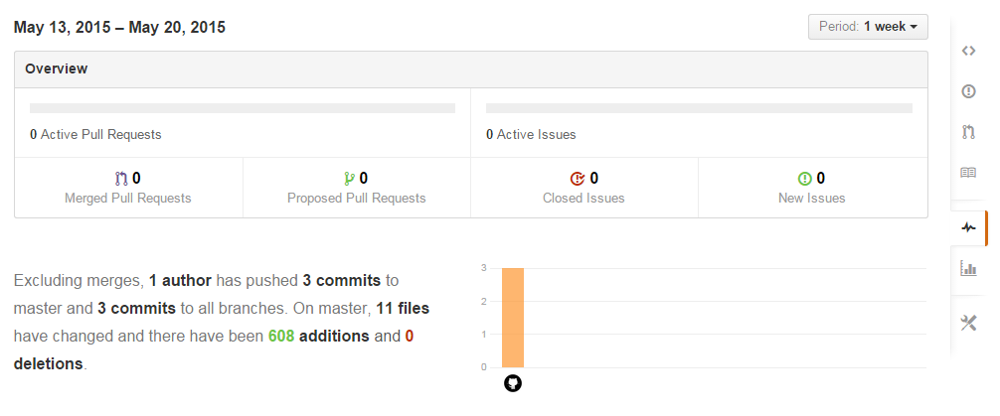 May 13, 2015 – May 20, 2015
Period: 1 week
Overview
0 Active Pull Requests
0 Active Issues
0
Merged Pull Requests
0
Proposed Pull Requests
0
Closed Issues
0
New Issues
Excluding merges, 1 author has pushed 3 commits to
master and 3 commits to all branches. On master, 11 files
have changed and there have been 608 additions and 0
deletions.
3
2
1
0